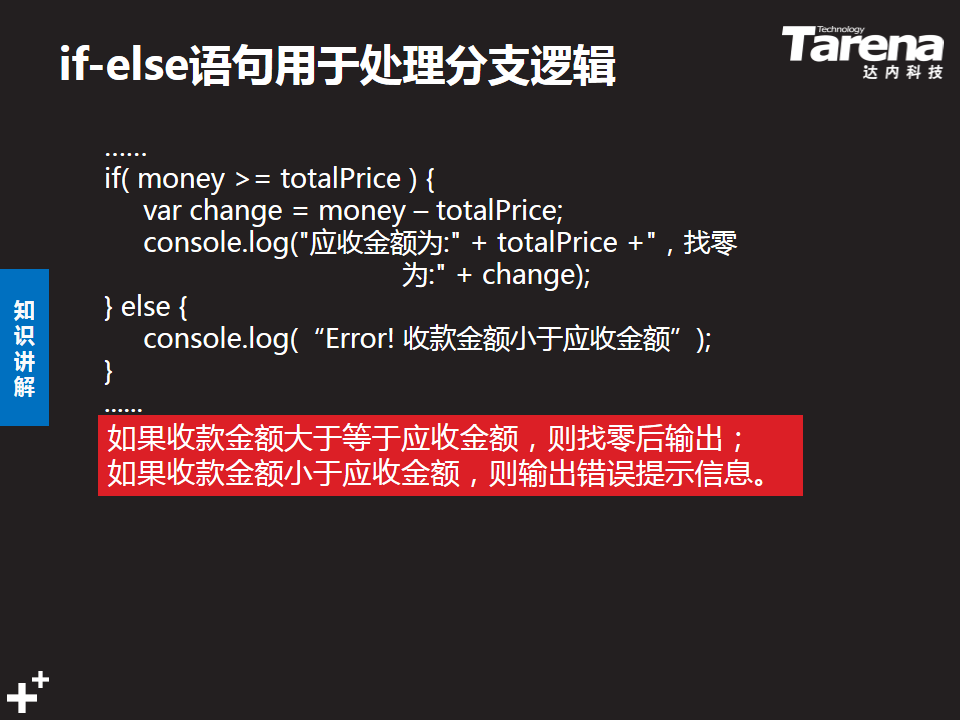 if-else语句用于处理分支逻辑
Technology
Tarena
达内科技
……
if( money >= totalPrice ) {
var change = money – totalPrice;
console.log("应收金额为:" + totalPrice +"，找零
为:" + change);
} else {
console.log(“Error! 收款金额小于应收金额”);
}
……
知识讲解
如果收款金额大于等于应收金额，则找零后输出；
如果收款金额小于应收金额，则输出错误提示信息。